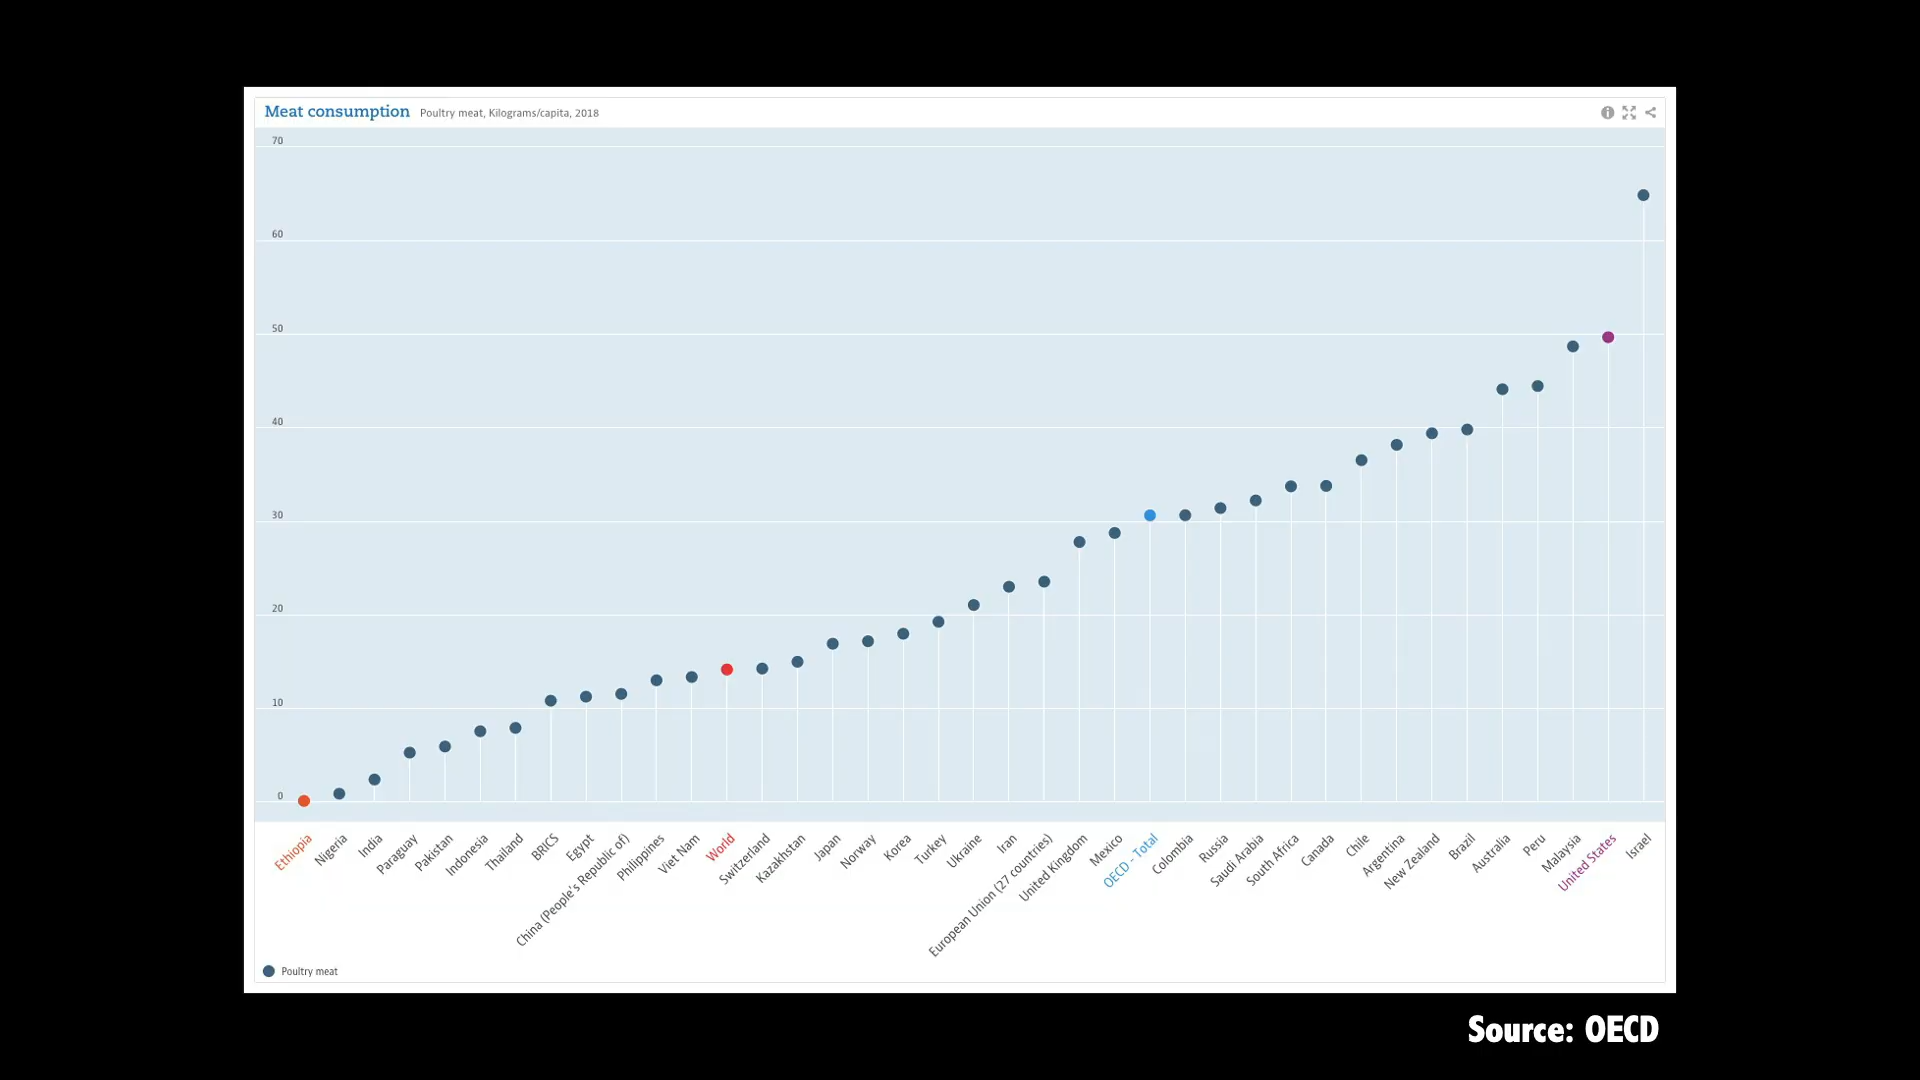 Meat consumption Poultry meat, Kilograms/capita, 2018
70
60
50
40
30
20
10
0
Ethiopia
Nigeria
India
Paraguay
Pakistan
Indonesia
Thailand
BRICS
Egypt
China (People's Republic of)
Philippines
Viet Nam
World
Switzerland
Kazakhstan
Japan
Norway
Korea
Turkey
Ukraine
Iran
European Union (27 countries)
United Kingdom
Mexico
OECD - Total
Colombia
Russia
Saudi Arabia
South Africa
Canada
Chile
Argentina
New Zealand
Brazil
Australia
Peru
Malaysia
United States
Israel
Poultry meat
Source: OECD